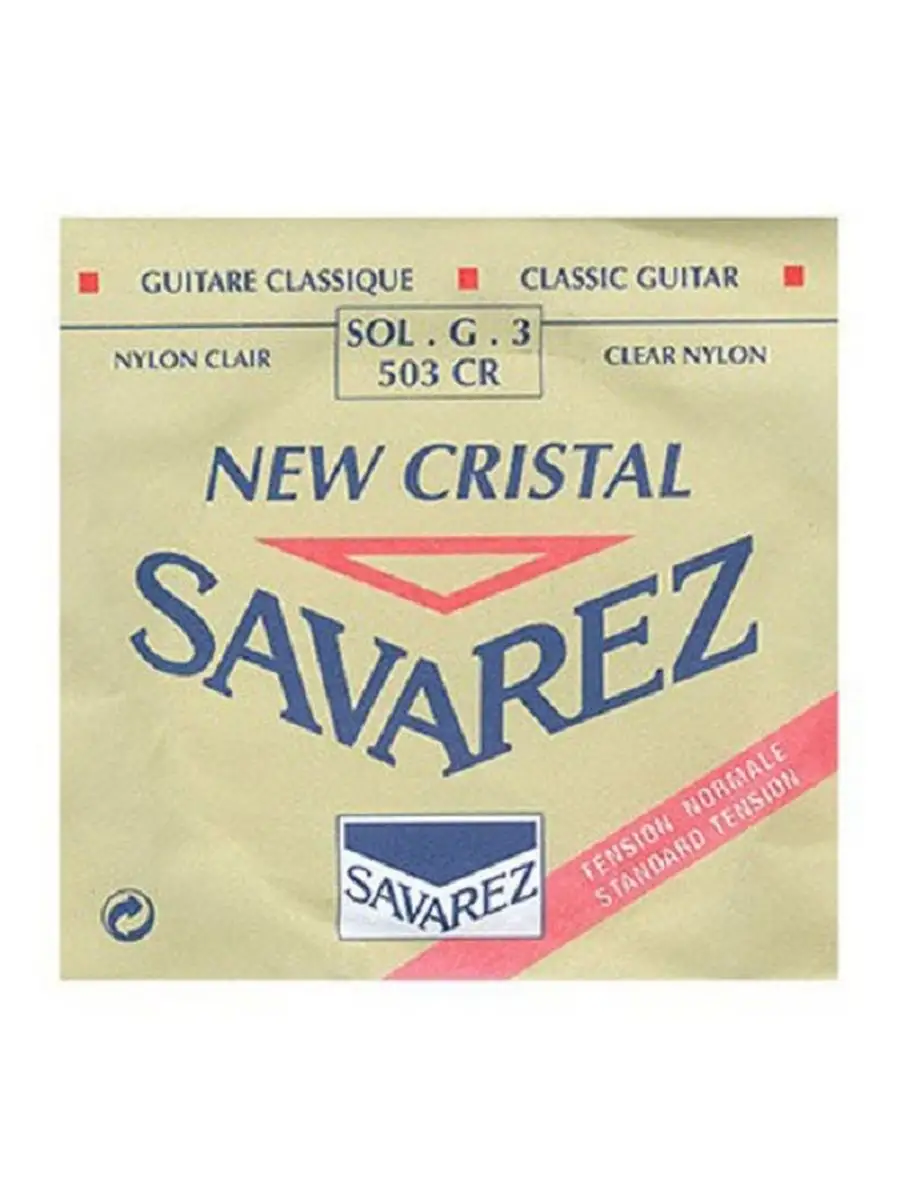 GUITARE CLASSIQUE CLASSIC GUITAR
SOL . G . 3
NYLON CLAIR 503 CR CLEAR NYLON
NEW CRISTAL
SAVAREZ
TENSION NORMALE
STANDARD TENSION
SAVAREZ